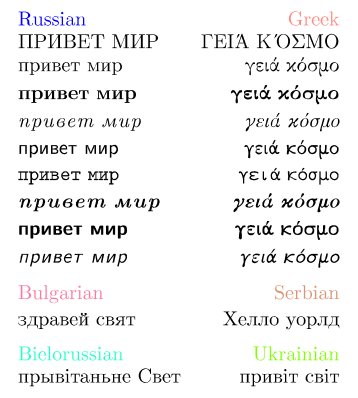 Russian Greek
ПРИВЕТ МИР ΓΕΙΆ ΚΌΣΜΟ
привет мир γειά κόσμο
привет мир γειά κόσμο
привет мир γειά κόσμο
привет мир γειά κόσμο
привет мир γειά κόσμο
привет мир γειά κόσμο
привет мир γειά κόσμο
привет мир γειά κόσμο
Bulgarian Serbian
здравей свят Хелло уорлд
Bielorussian Ukrainian
прывітаньне Свет привіт світ